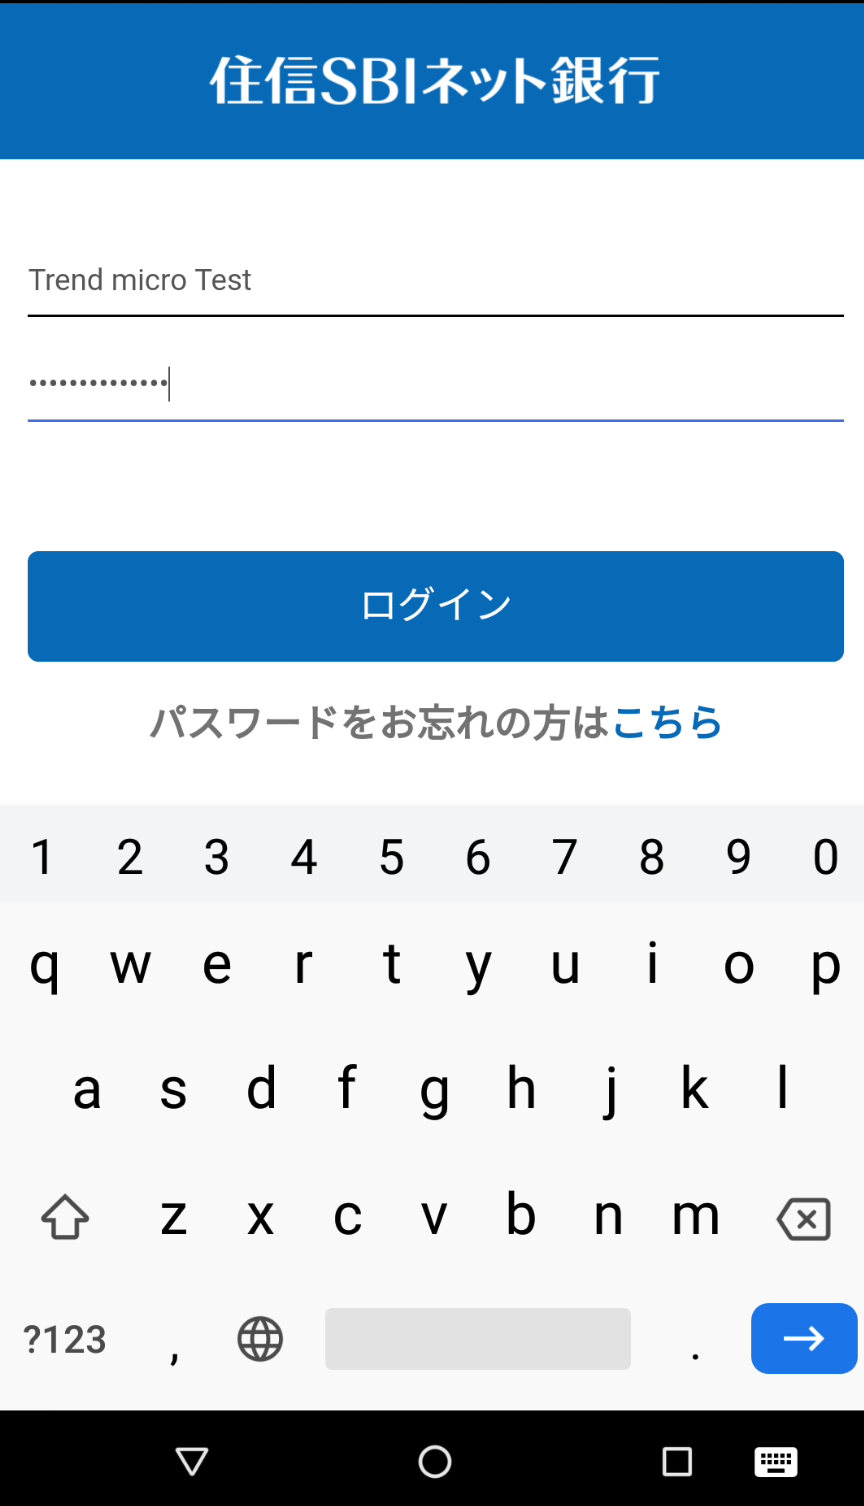 住信SBIネット銀行
Trend micro Test
••••••••••••••
ログイン
パスワードをお忘れの方はこちら
1 2 3 4 5 6 7 8 9 0
q w e r t y u i o p
a s d f g h j k l
z x c v b n m
?123 , .